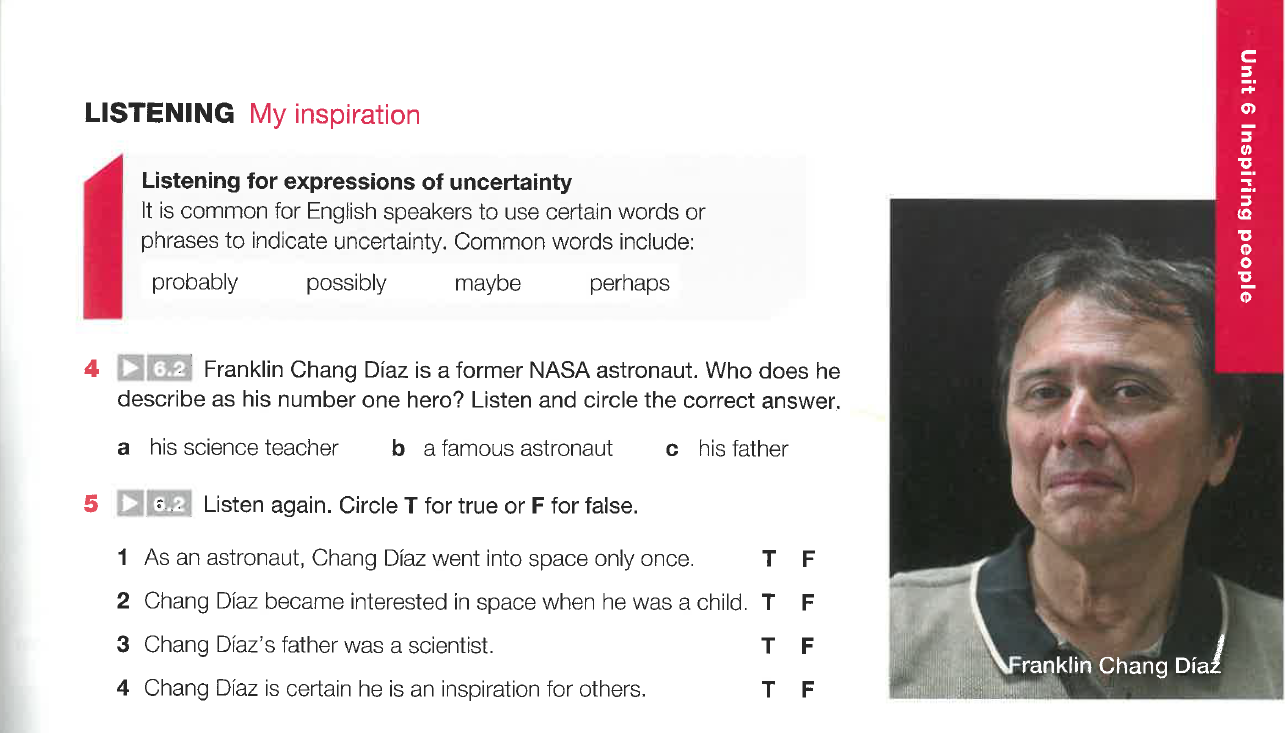 Unit 6 Inspiring people
LISTENING My inspiration
Listening for expressions of uncertainty
It is common for English speakers to use certain words or
phrases to indicate uncertainty. Common words include:
probably possibly maybe perhaps
4 6.2 Franklin Chang Díaz is a former NASA astronaut. Who does he
describe as his number one hero? Listen and circle the correct answer.
a his science teacher b a famous astronaut c his father
5 6.2 Listen again. Circle T for true or F for false.
1 As an astronaut, Chang Díaz went into space only once. T F
2 Chang Díaz became interested in space when he was a child. T F
3 Chang Díaz's father was a scientist. T F
4 Chang Díaz is certain he is an inspiration for others. T F
Franklin Chang Díaz